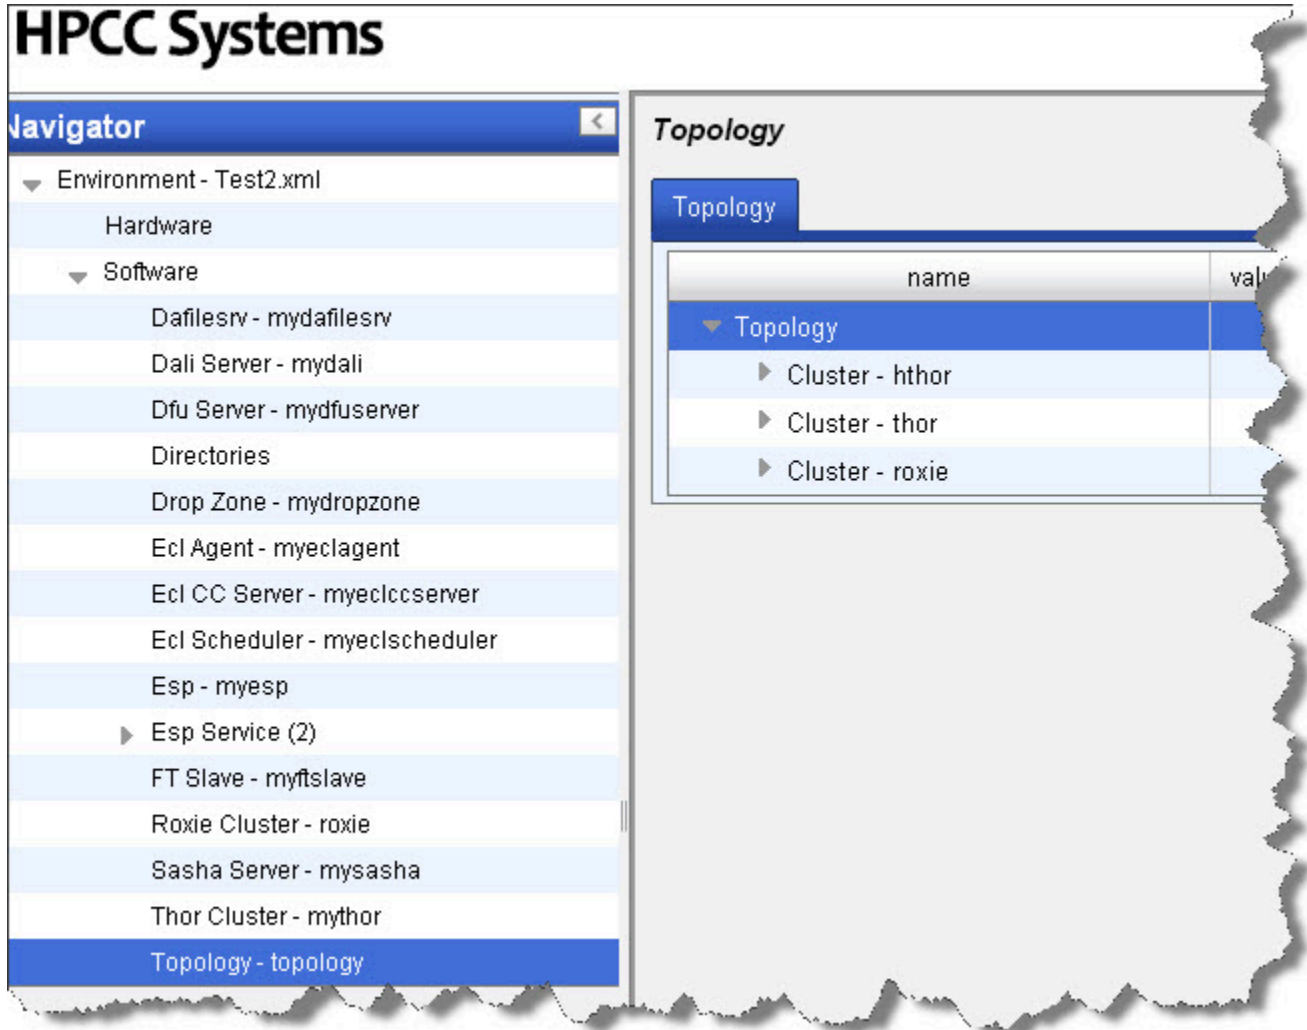 HPCC Systems
Navigator
Environment - Test2.xml
Hardware
Software
Dafilesrv - mydafilesrv
Dali Server - mydali
Dfu Server - mydfuserver
Directories
Drop Zone - mydropzone
Ecl Agent - myeclagent
Ecl CC Server - myeclccserver
Ecl Scheduler - myeclscheduler
Esp - myesp
Esp Service (2)
FT Slave - myftslave
Roxie Cluster - roxie
Sasha Server - mysasha
Thor Cluster - mythor
Topology - topology
Topology
Topology
name
Topology
Cluster - hthor
Cluster - thor
Cluster - roxie